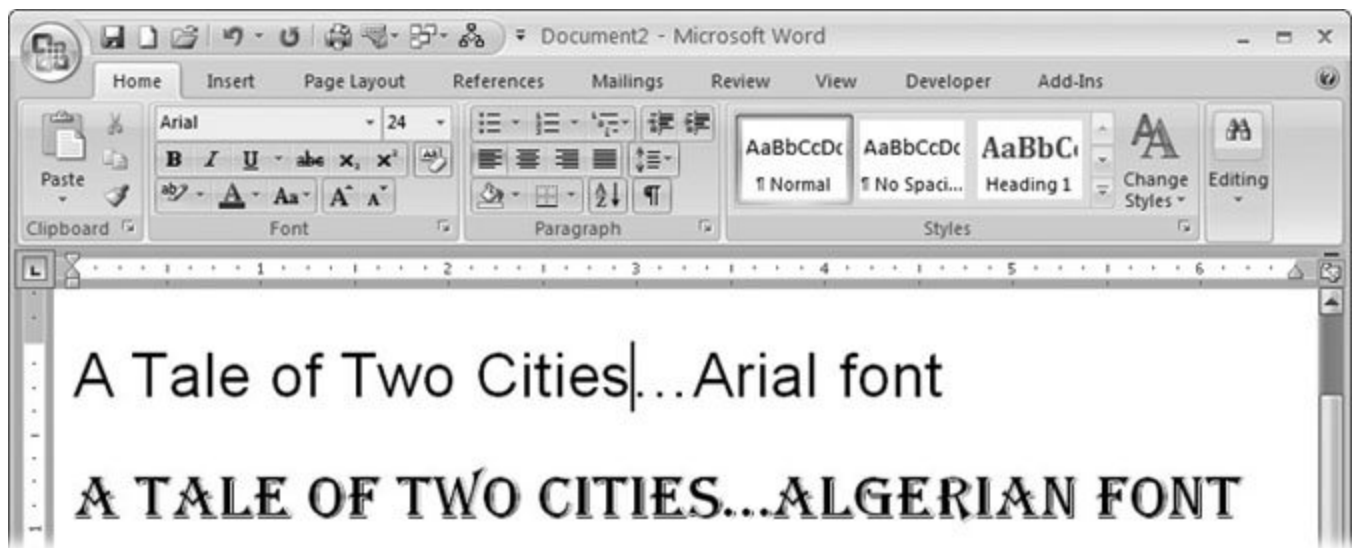 Document2 - Microsoft Word
Home Insert Page Layout References Mailings Review View Developer Add-Ins
Arial 24
B I U abc x₂ x² 
ab A Aa A A
Paste
AaBbCcDc AaBbCcDc AaBbC
¶ Normal ¶ No Spaci... Heading 1
Change Styles
Editing
Clipboard Font Paragraph Styles
1 2 3 4 5 6
A Tale of Two Cities...Arial font
A TALE OF TWO CITIES...ALGERIAN FONT